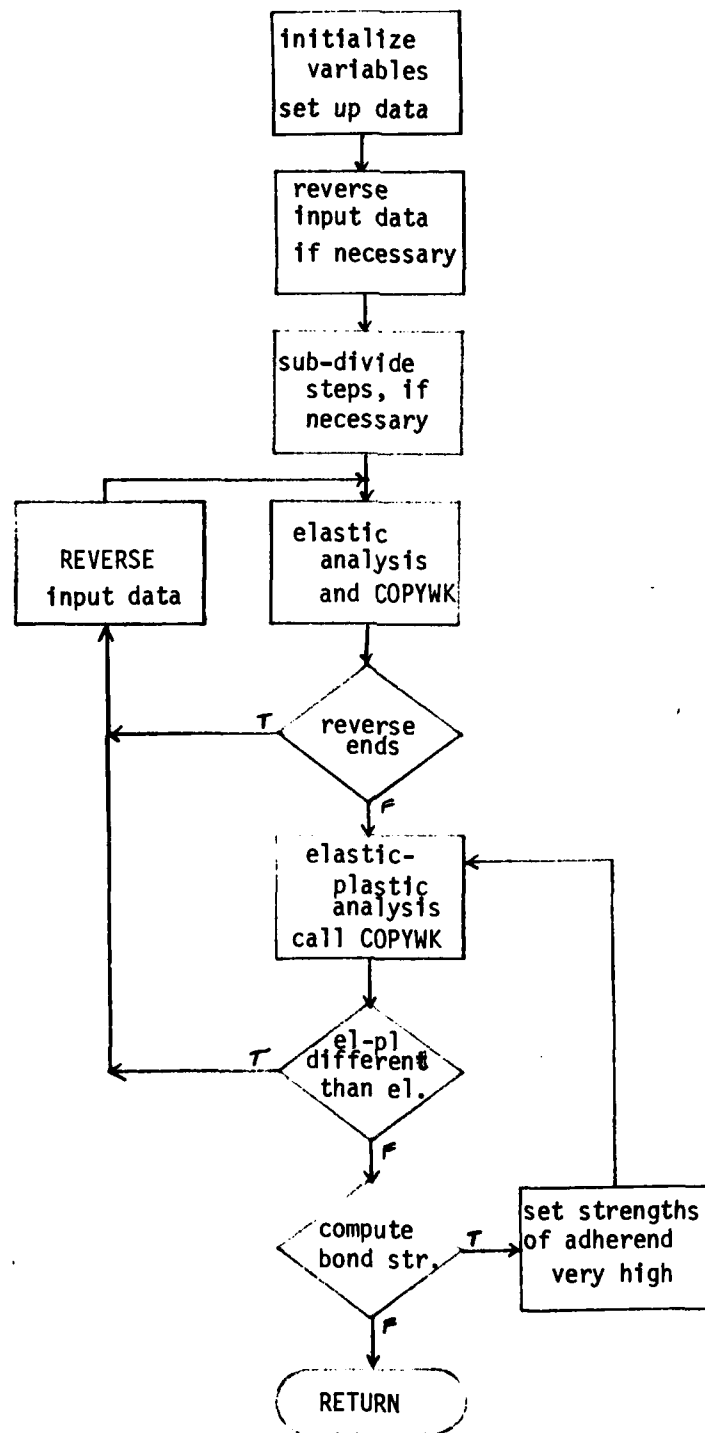 initialize
variables
set up data
reverse
input data
if necessary
sub-divide
steps, if
necessary
REVERSE
input data
elastic
analysis
and COPYWK
T
reverse
ends
F
elastic-
plastic
analysis
call COPYWK
T
el-pl
different
than el.
F
compute
bond str.
T
set strengths
of adherend
very high
F
RETURN